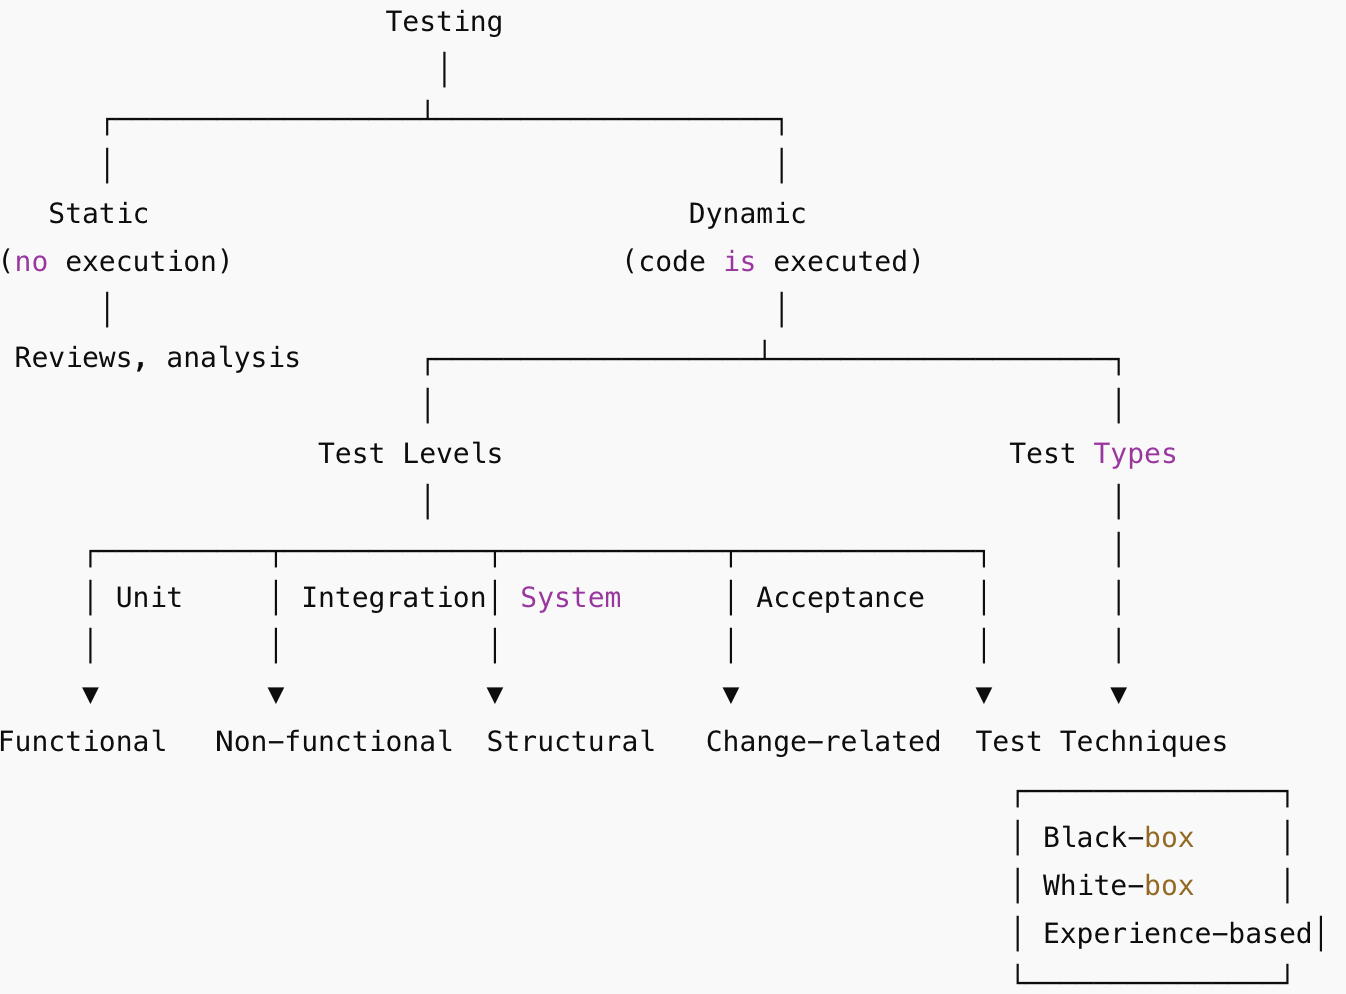 Testing
Static Dynamic
(no execution) (code is executed)
Reviews, analysis
Test Levels Test Types
Unit Integration System Acceptance
Functional Non-functional Structural Change-related Test Techniques
Black-box
White-box
Experience-based